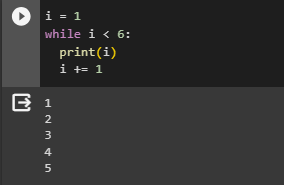 i = 1
while i < 6:
  print(i)
  i += 1
1
2
3
4
5